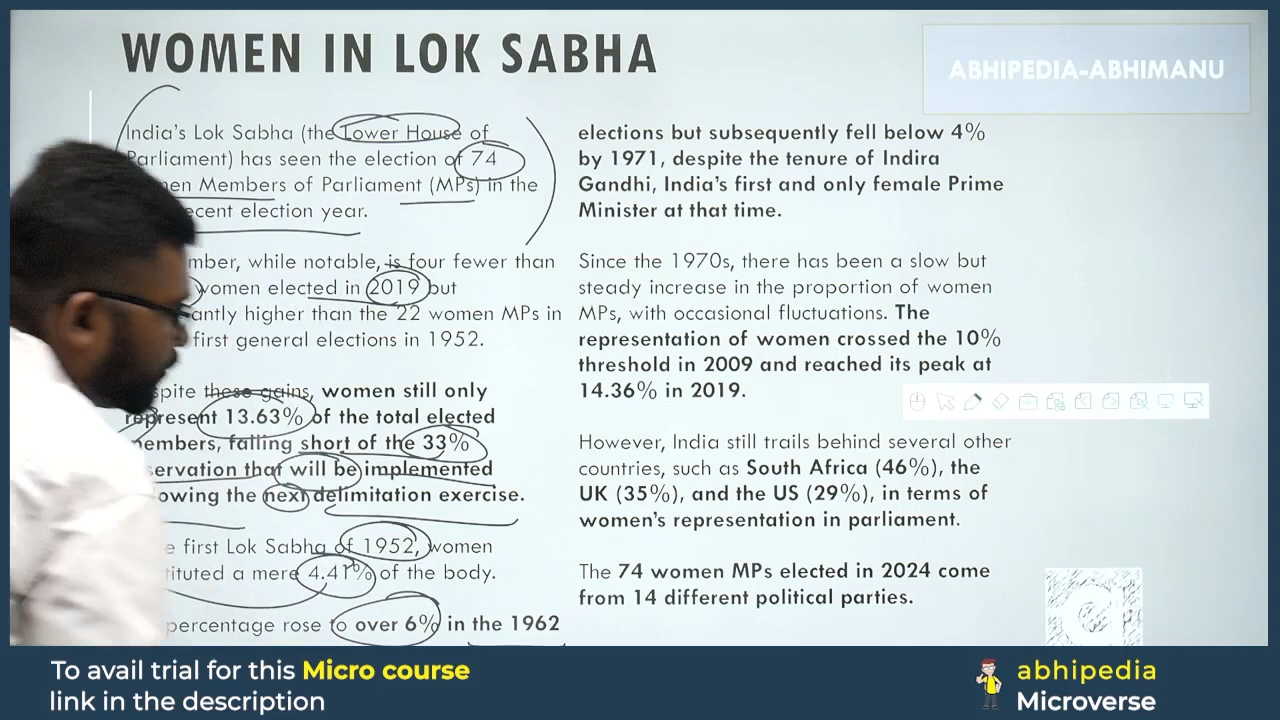 WOMEN IN LOK SABHA
ABHIPEDIA-ABHIMANU
India's Lok Sabha (the Lower House of
Parliament) has seen the election of 74
Members of Parliament (MPs) in the
election year.
while notable, is four fewer than
women elected in 2019 but
higher than the 22 women MPs in
first general elections in 1952.
these gains, women still only
represent 13.63% of the total elected
members, falling short of the 33%
that will be implemented
the next delimitation exercise.
first Lok Sabha of 1952, women
a mere 4.41% of the body.
percentage rose to over 6% in the 1962
elections but subsequently fell below 4%
by 1971, despite the tenure of Indira
Gandhi, India's first and only female Prime
Minister at that time.
Since the 1970s, there has been a slow but
steady increase in the proportion of women
MPs, with occasional fluctuations. The
representation of women crossed the 10%
threshold in 2009 and reached its peak at
14.36% in 2019.
However, India still trails behind several other
countries, such as South Africa (46%), the
UK (35%), and the US (29%), in terms of
women's representation in parliament.
The 74 women MPs elected in 2024 come
from 14 different political parties.
To avail trial for this Micro course
link in the description
abhipedia
Microverse